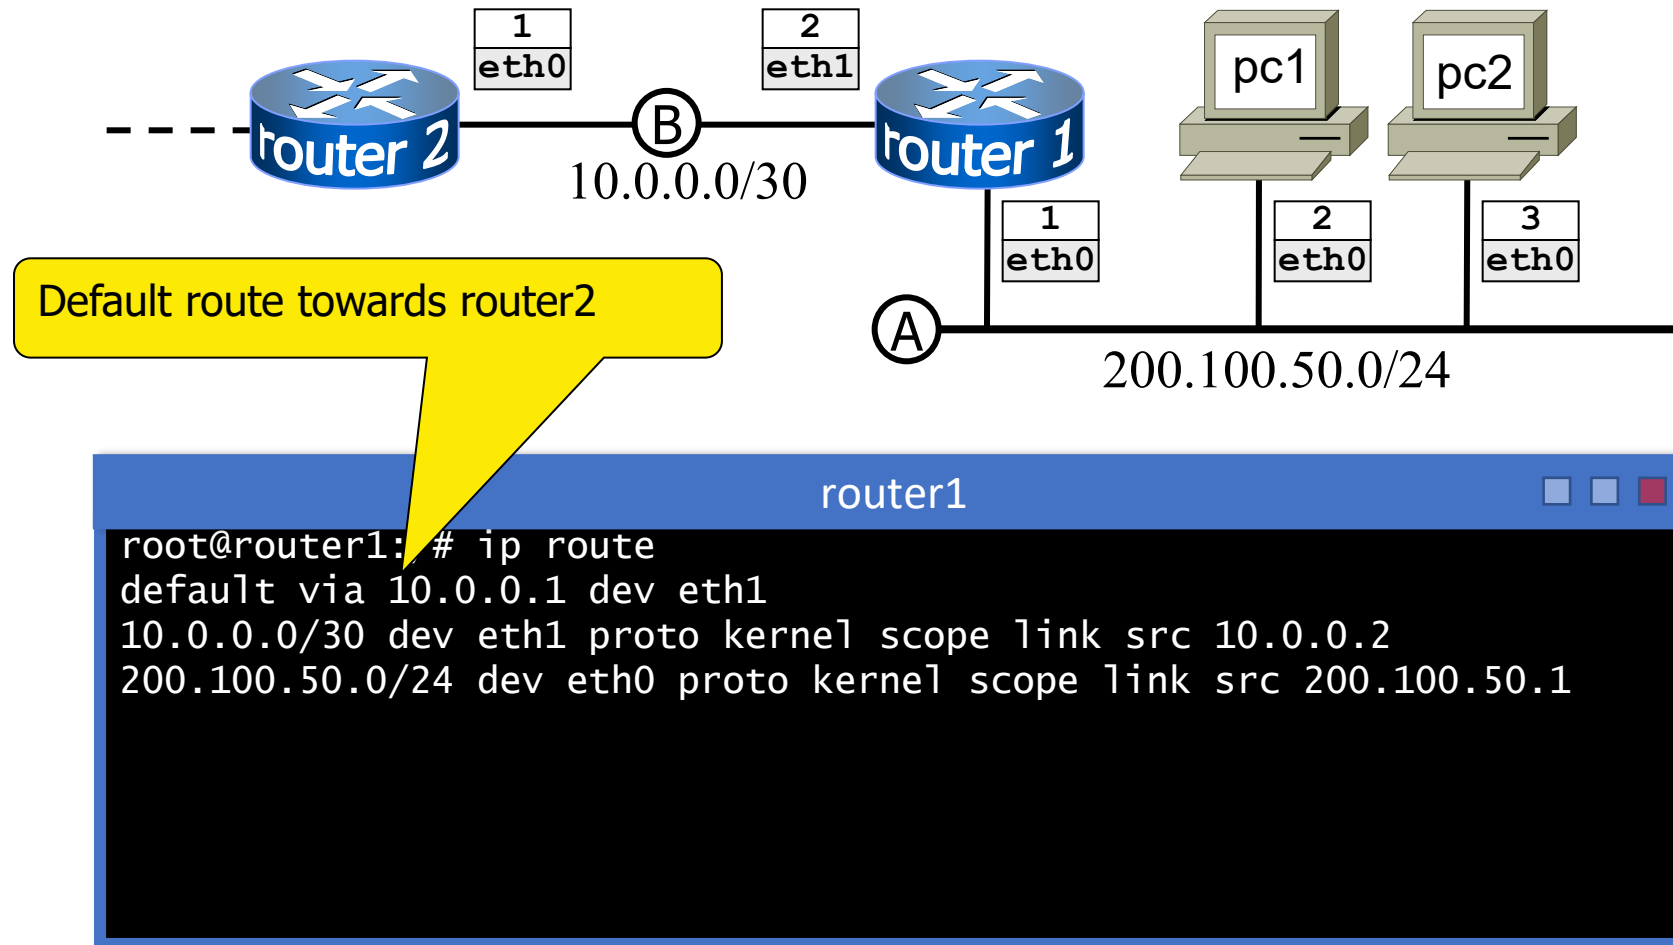 1
eth0
2
eth1
router 2
B
router 1
10.0.0.0/30
pc1
pc2
1
eth0
2
eth0
3
eth0
Default route towards router2
A
200.100.50.0/24
router1
root@router1:/# ip route
default via 10.0.0.1 dev eth1
10.0.0.0/30 dev eth1 proto kernel scope link src 10.0.0.2
200.100.50.0/24 dev eth0 proto kernel scope link src 200.100.50.1